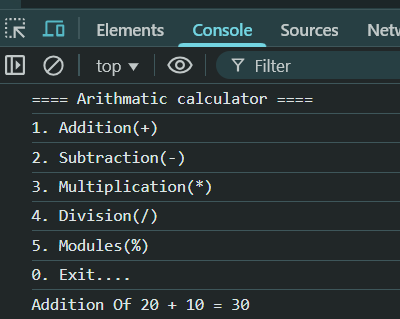 Elements Console Sources Netw
top Filter
==== Arithmatic calculator ====
1. Addition(+)
2. Subtraction(-)
3. Multiplication(*)
4. Division(/)
5. Modules(%)
0. Exit....
Addition Of 20 + 10 = 30